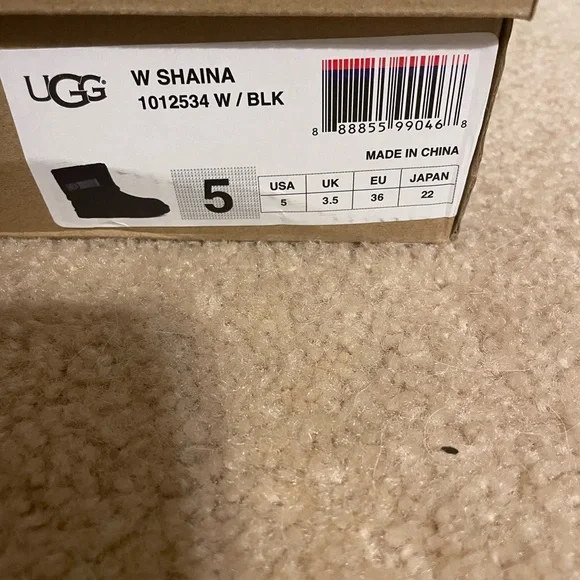 UGG®
W SHAINA
1012534 W / BLK
8 88855 99046 8
MADE IN CHINA
5
USA UK EU JAPAN
5 3.5 36 22